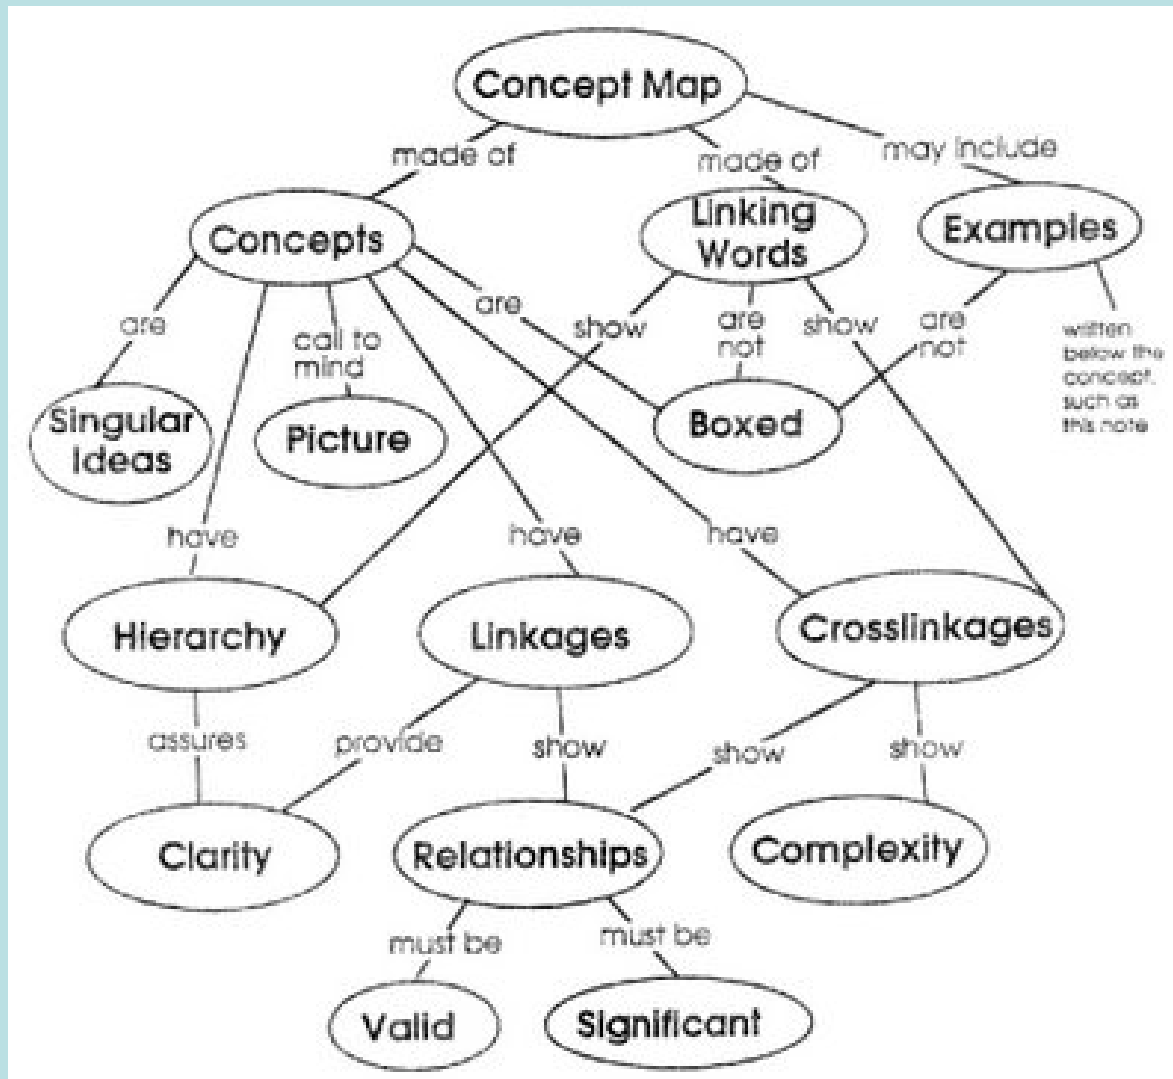 Concept Map
made of
made of
may include
Concepts
Linking
Words
Examples
are
call to
mind
are
show
are
not
show
are
not
written
below the
concept,
such as
this note
Singular
Ideas
Picture
Boxed
have
have
have
Hierarchy
Linkages
Crosslinkages
assures
provide
show
show
show
Clarity
Relationships
Complexity
must be
must be
Valid
Significant